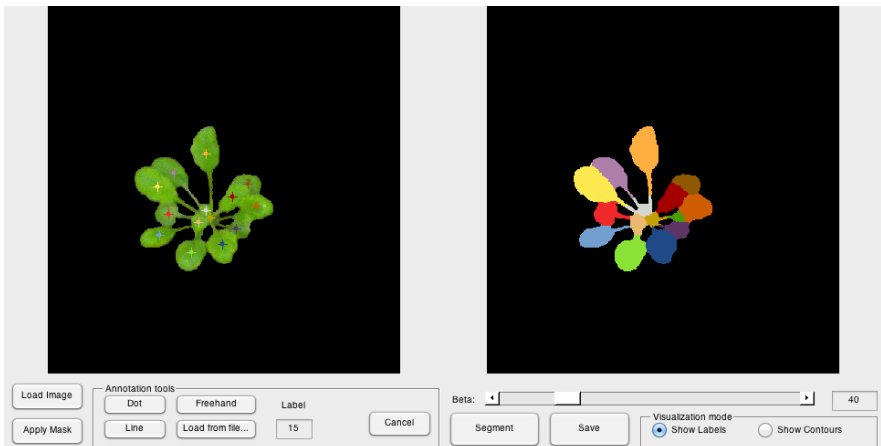 Load Image
Apply Mask
Annotation tools
Dot
Freehand
Label
Line
Load from file...
15
Cancel
Beta:
40
Segment
Save
Visualization mode
Show Labels
Show Contours